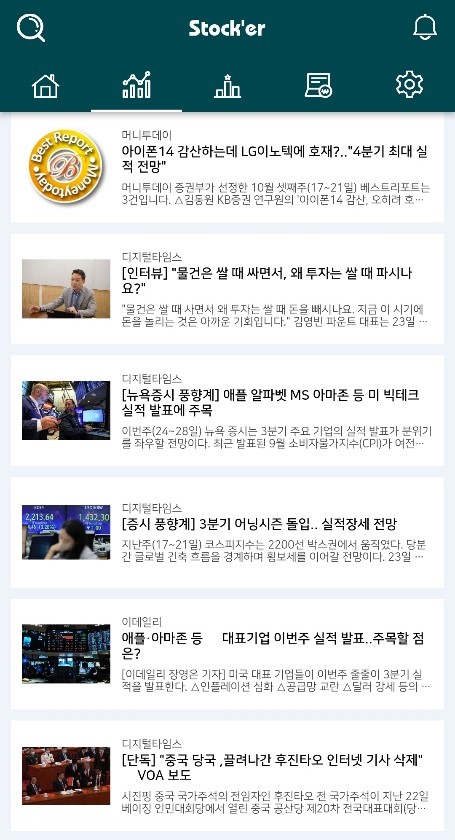 Stock'er
Best Report
Moneytoday
머니투데이
아이폰14 감산하는데 LG이노텍에 호재?.."4분기 최대 실
적 전망"
머니투데이 증권부가 선정한 10월 셋째주(17~21일) 베스트리포트는
3건입니다. △김동원 KB증권 연구원의 '아이폰14 감산, 오히려 호…
디지털타임스
[인터뷰] "물건은 쌀 때 싸면서, 왜 투자는 쌀 때 파시나
요?"
"물건은 쌀 때 사면서 왜 투자는 쌀 때 돈을 빼시나요. 지금 이 시기에
돈을 놀리는 것은 아까운 기회입니다." 김영빈 파운트 대표는 23일 …
디지털타임스
[뉴욕증시 풍향계] 애플 알파벳 MS 아마존 등 미 빅테크
실적 발표에 주목
이번주(24~28일) 뉴욕 증시는 3분기 주요 기업의 실적 발표가 분위기
를 좌우할 전망이다. 최근 발표된 9월 소비자물가지수(CPI)가 여전…
2,213.64
1,432.30
디지털타임스
[증시 풍향계] 3분기 어닝시즌 돌입.. 실적장세 전망
지난주(17~21일) 코스피지수는 2200선 박스권에서 움직였다. 당분
간 글로벌 긴축 흐름을 경계하며 횡보세를 이어갈 전망이다. 23일 …
이데일리
애플·아마존 등 대표기업 이번주 실적 발표..주목할 점
은?
[이데일리 장영은 기자] 미국 대표 기업들이 이번주 줄줄이 3분기 실
적을 발표한다. △인플레이션 심화 △공급망 교란 △달러 강세 등의 …
디지털타임스
[단독] "중국 당국 ,끌려나간 후진타오 인터넷 기사 삭제"
VOA 보도
시진핑 중국 국가주석의 전임자인 후진타오 전 국가주석이 지난 22일
베이징 인민대회당에서 열린 중국 공산당 제20차 전국대표대회(당…